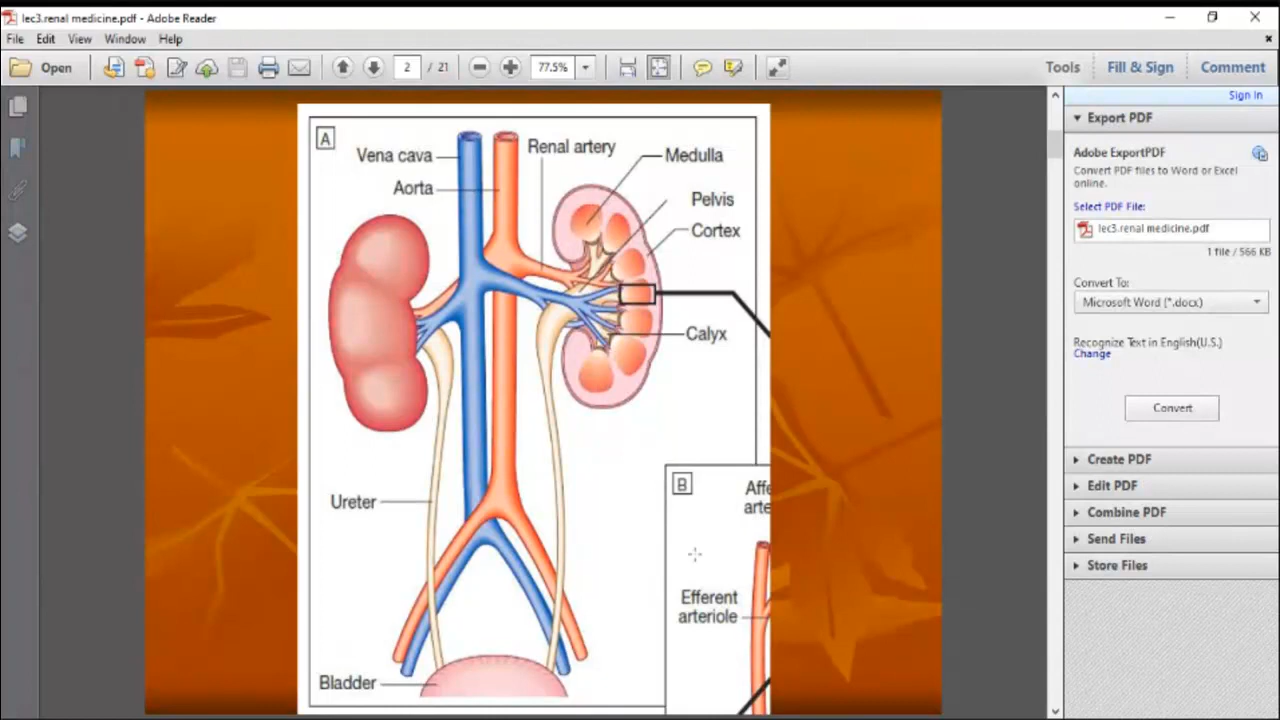 lec3.renal medicine.pdf - Adobe Reader
File Edit View Window Help
Open
2 / 21
77.5%
Tools Fill & Sign Comment
Sign In
Export PDF
Adobe ExportPDF
Convert PDF files to Word or Excel
online.
Select PDF File:
lec3.renal medicine.pdf
1 file / 566 KB
Convert To:
Microsoft Word (*.docx)
Recognize Text in English(U.S.)
Change
Convert
Create PDF
Edit PDF
Combine PDF
Send Files
Store Files
A
Vena cava
Aorta
Renal artery
Medulla
Pelvis
Cortex
Calyx
Ureter
Bladder
B
Affe
arte
Efferent
arteriole